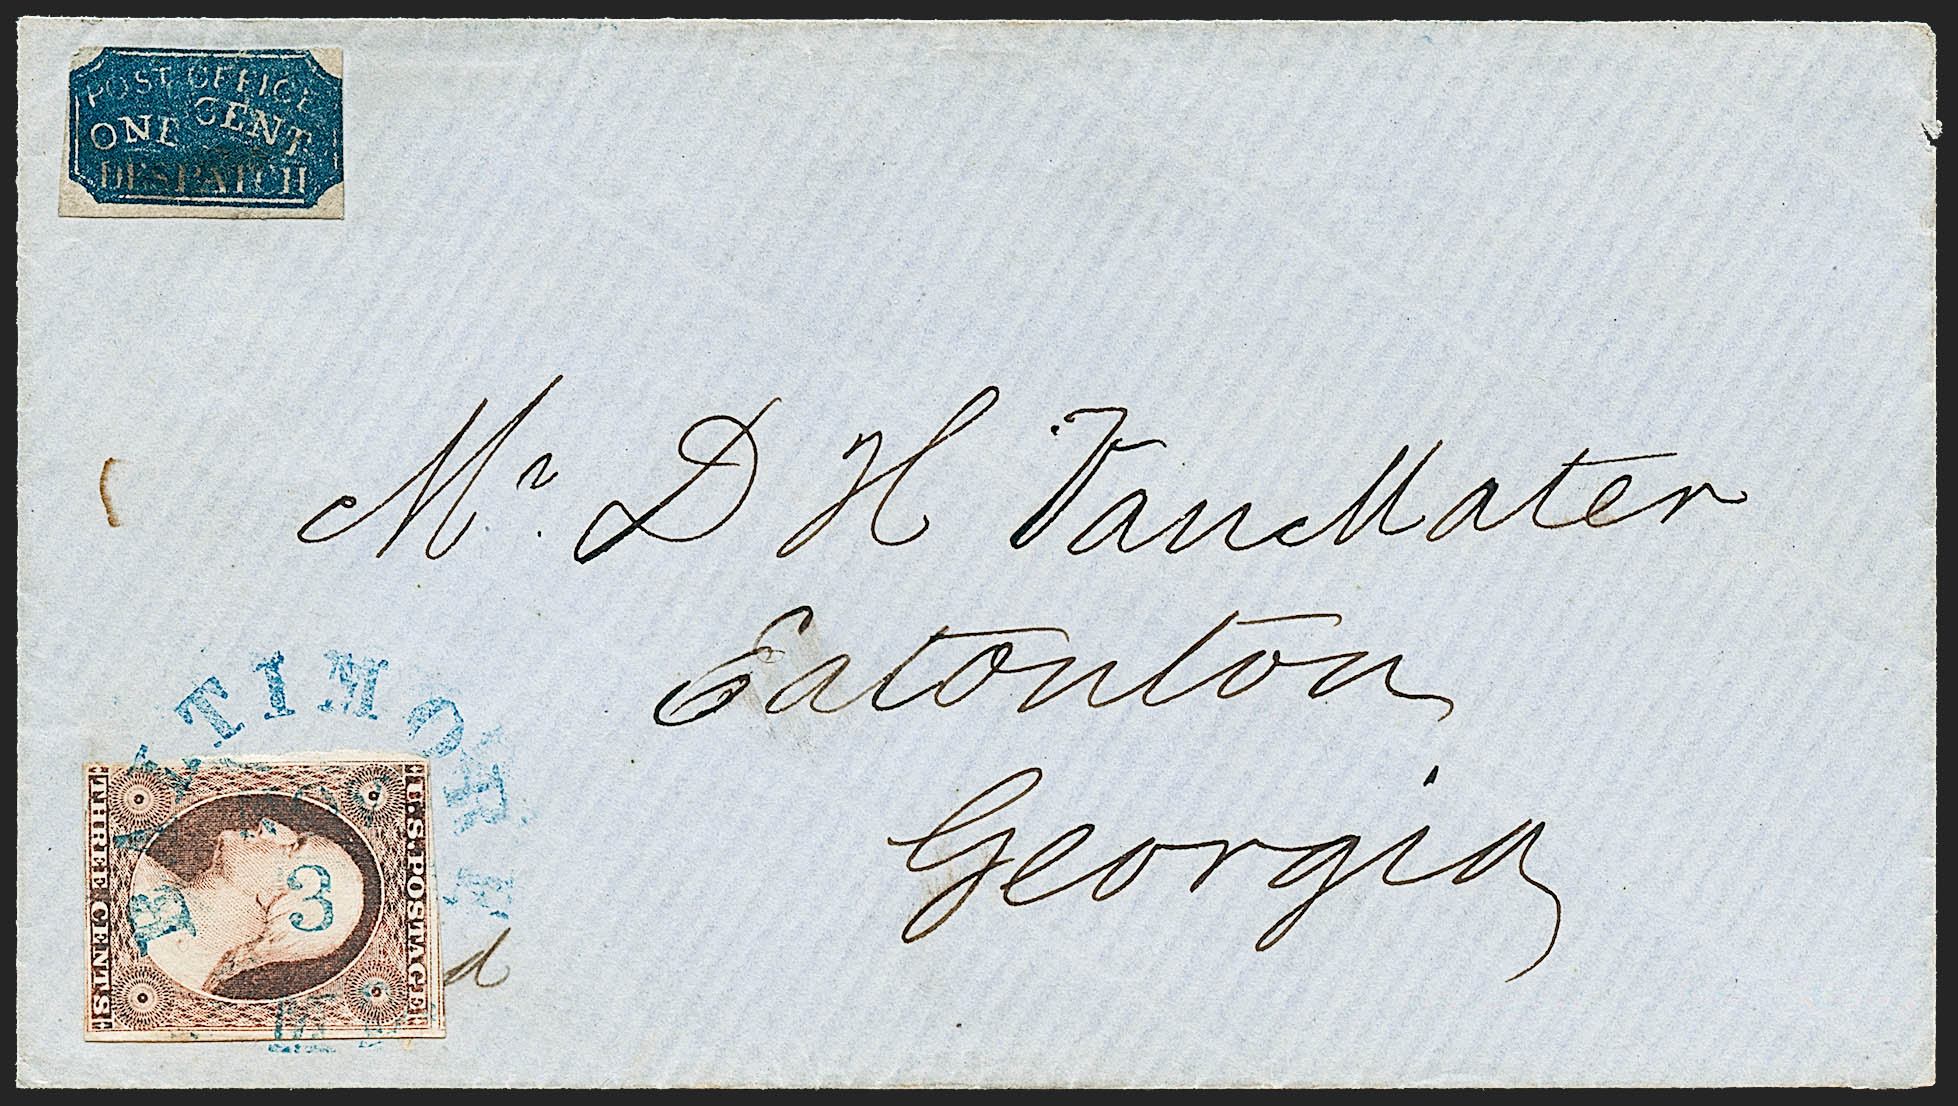 POST OFFICE
ONE CENT
DESPATCH
Mr. D H VanMater
Eatonton
Georgia
BALTIMORE
3
U.S. POSTAGE
THREE CENTS
d